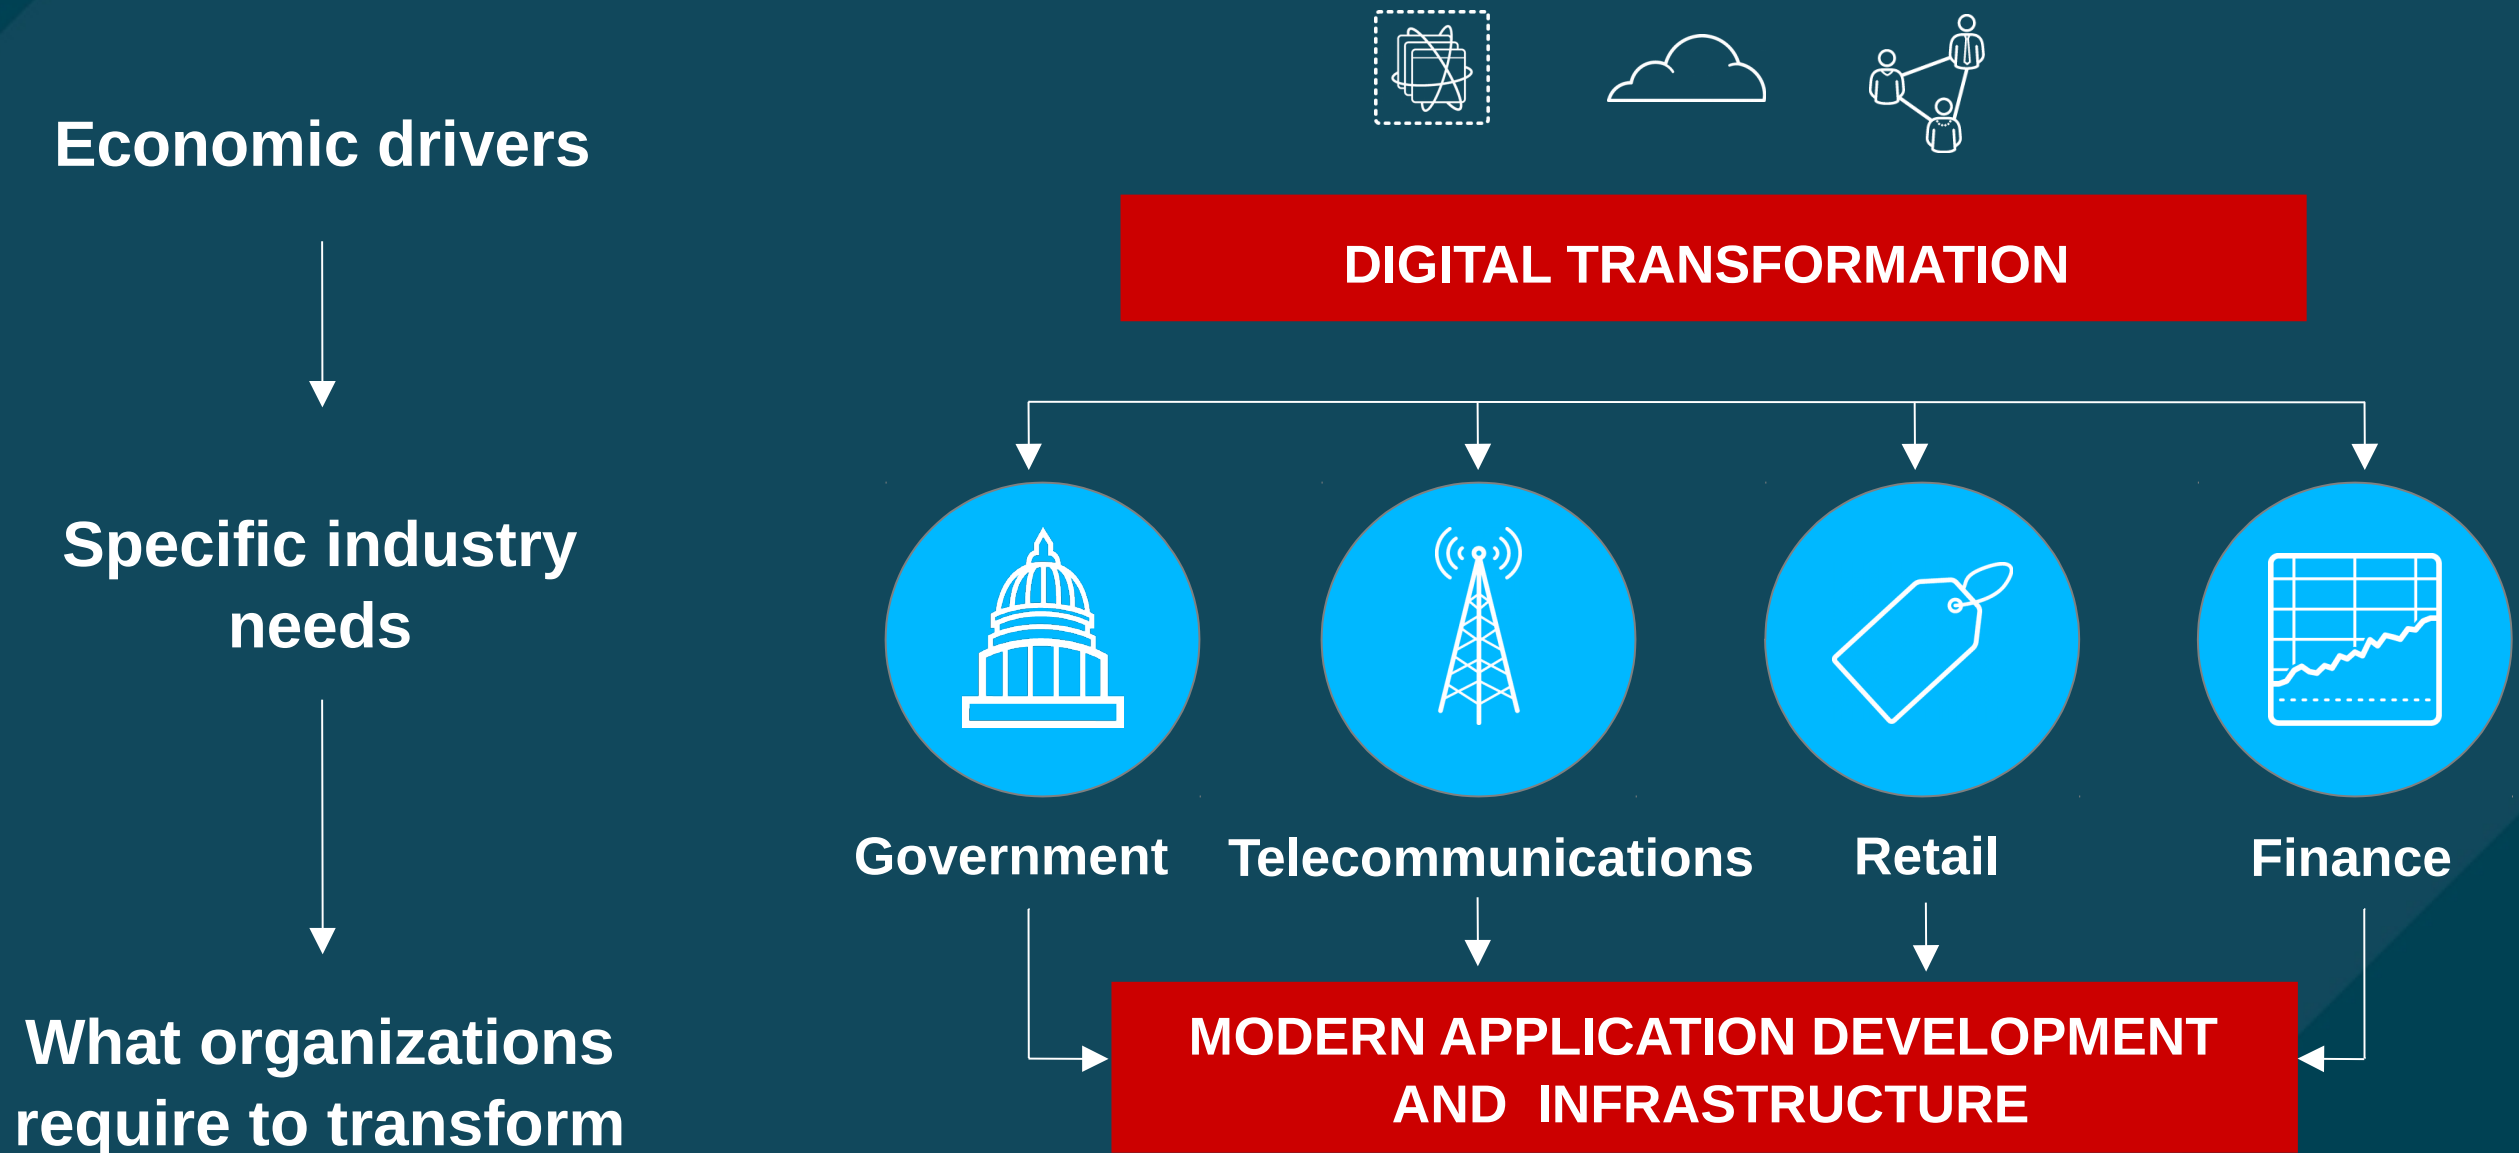 Economic drivers
DIGITAL TRANSFORMATION
Specific industry
needs
Government
Telecommunications
Retail
Finance
What organizations
require to transform
MODERN APPLICATION DEVELOPMENT
AND INFRASTRUCTURE